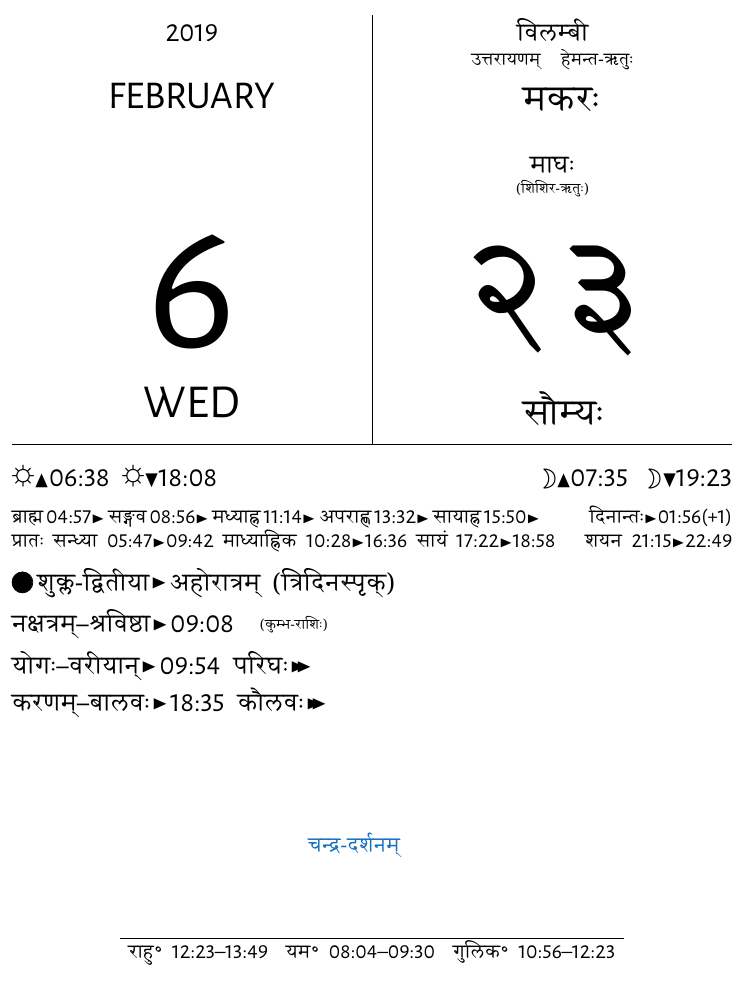 2019
FEBRUARY
6
WED
विलम्बी
उत्तरायणम् हेमन्त-ऋतुः
मकरः
माघः
(शिशिर-ऋतुः)
२३
सौम्यः
☼▲06:38 ☼▼18:08 ☽▲07:35 ☽▼19:23
ब्राह्म 04:57► सङ्गव 08:56► मध्याह्न 11:14► अपराह्ण 13:32► सायाह्न 15:50► दिनान्तः►01:56(+1)
प्रातः सन्ध्या 05:47►09:42 माध्याह्निक 10:28►16:36 सायं 17:22►18:58 शयन 21:15►22:49
●शुक्ल-द्वितीया►अहोरात्रम् (त्रिदिनस्पृक्)
नक्षत्रम्–श्रविष्ठा►09:08 (कुम्भ-राशिः)
योगः–वरीयान्►09:54 परिघः►►
करणम्–बालवः►18:35 कौलवः►►
चन्द्र-दर्शनम्
राहु॰ 12:23–13:49 यम॰ 08:04–09:30 गुलिक॰ 10:56–12:23